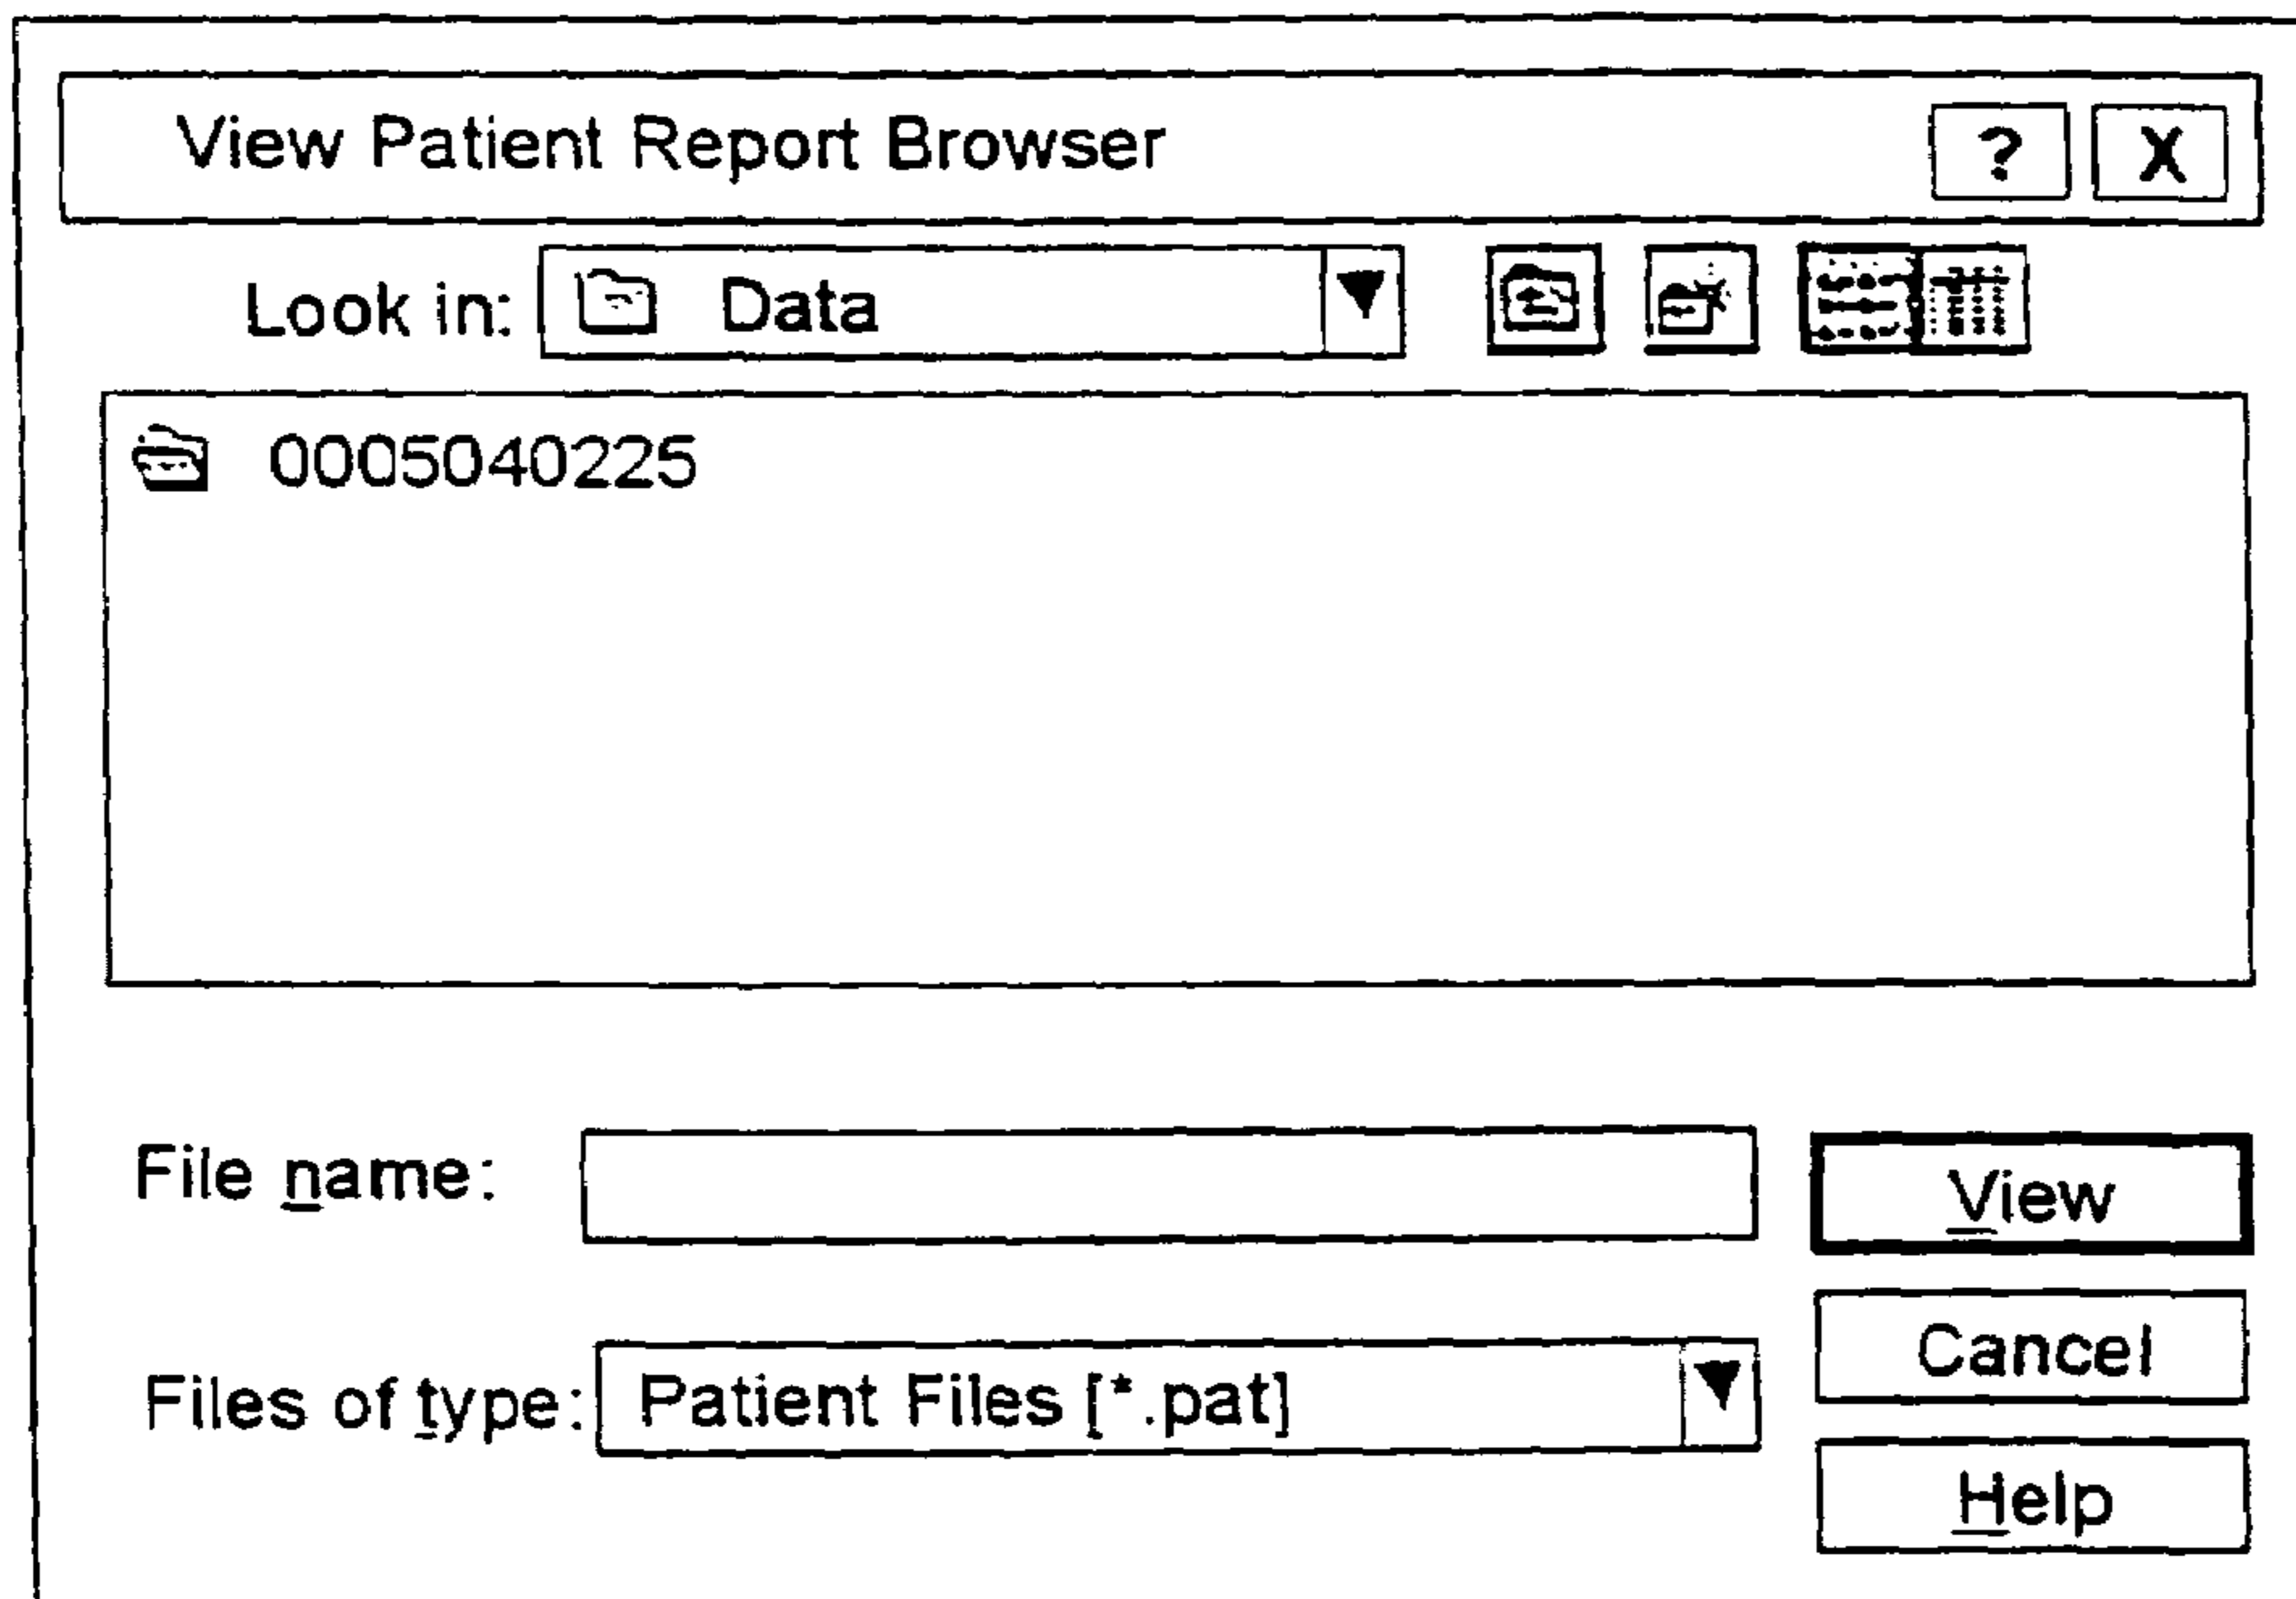 View Patient Report Browser ? X
Look in: Data
0005040225
File name: View
Cancel
Files of type: Patient Files [*.pat]
Help